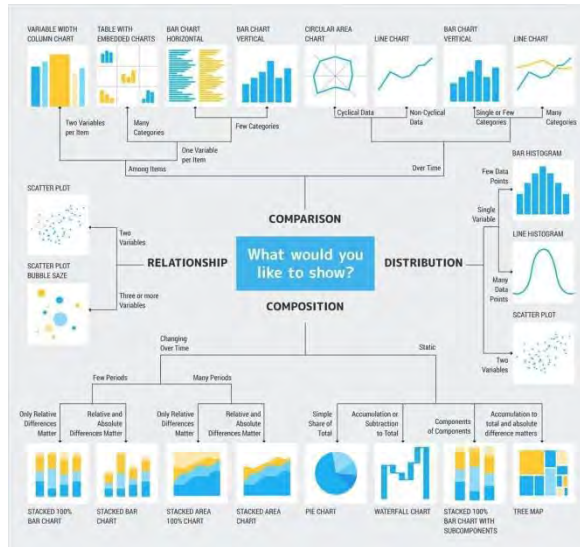 VARIABLE WIDTH
COLUMN CHART
TABLE WITH
EMBEDDED CHARTS
BAR CHART
HORIZONTAL
BAR CHART
VERTICAL
CIRCULAR AREA
CHART
LINE CHART
BAR CHART
VERTICAL
LINE CHART
Two Variables
per Item
Many
Categories
Few Categories
Cyclical Data
Non-Cyclical
Data
Single or Few
Categories
Many
Categories
One Variable
per Item
Among Items
Over Time
BAR HISTOGRAM
Few Data
Points
Single
Variable
SCATTER PLOT
Two
Variables
COMPARISON
LINE HISTOGRAM
RELATIONSHIP
What would you
like to show?
DISTRIBUTION
SCATTER PLOT
BUBBLE SAZE
Many
Data
Points
Three or more
Variables
COMPOSITION
SCATTER PLOT
Two
Variables
Changing
Over Time
Static
Few Periods
Many Periods
Only Relative
Differences
Matter
Relative and
Absolute
Differences Matter
Only Relative
Differences
Matter
Relative and
Absolute
Differences Matter
Simple
Share of
Total
Accumulation or
Subtraction
to Total
Components
of Components
Accumulation to
total and absolute
difference matters
STACKED 100%
BAR CHART
STACKED BAR
CHART
STACKED AREA
100% CHART
STACKED AREA
CHART
PIE CHART
WATERFALL CHART
STACKED 100%
BAR CHART WITH
SUBCOMPONENTS
TREE MAP